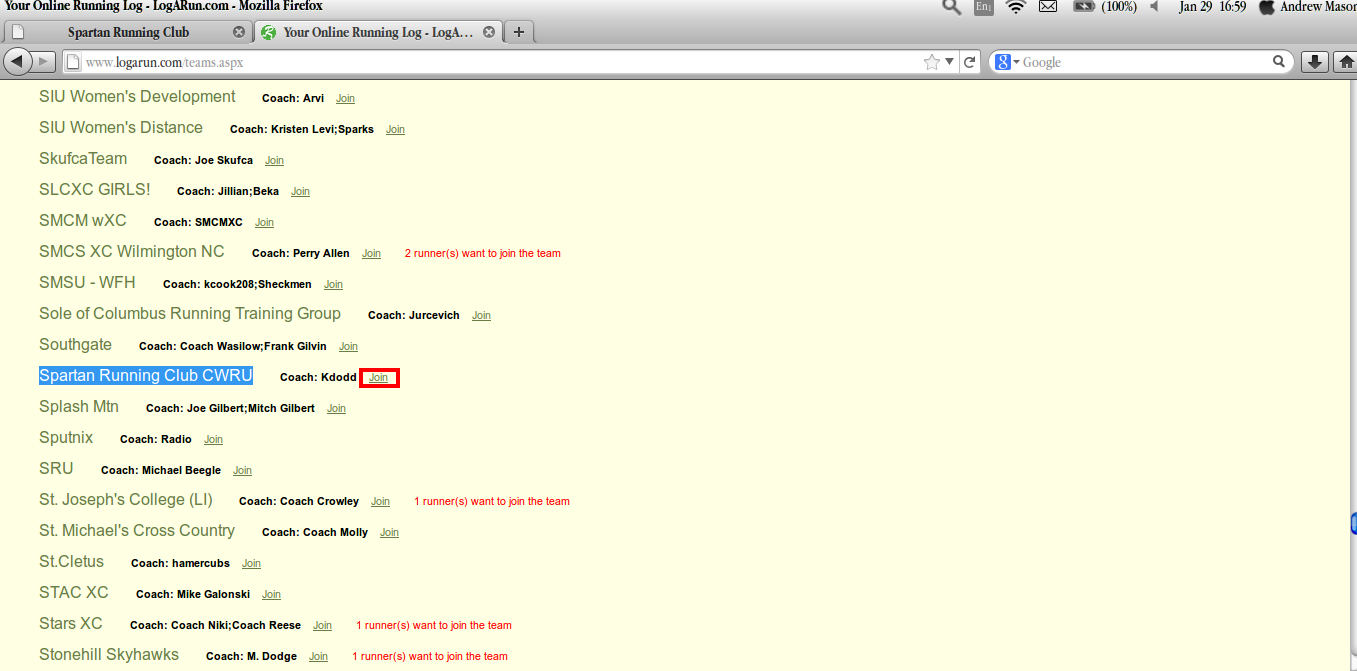 Your Online Running Log - LogARun.com - Mozilla Firefox
En1 (100%) Jan 29 16:59 Andrew Mason
Spartan Running Club Your Online Running Log - LogA...
www.logarun.com/teams.aspx Google
SIU Women's Development Coach: Arvi Join
SIU Women's Distance Coach: Kristen Levi;Sparks Join
SkufcaTeam Coach: Joe Skufca Join
SLCXC GIRLS! Coach: Jillian;Beka Join
SMCM wXC Coach: SMCMXC Join
SMCS XC Wilmington NC Coach: Perry Allen Join 2 runner(s) want to join the team
SMSU - WFH Coach: kcook208;Sheckmen Join
Sole of Columbus Running Training Group Coach: Jurcevich Join
Southgate Coach: Coach Wasilow;Frank Gilvin Join
Spartan Running Club CWRU Coach: Kdodd Join
Splash Mtn Coach: Joe Gilbert;Mitch Gilbert Join
Sputnix Coach: Radio Join
SRU Coach: Michael Beegle Join
St. Joseph's College (LI) Coach: Coach Crowley Join 1 runner(s) want to join the team
St. Michael's Cross Country Coach: Coach Molly Join
St.Cletus Coach: hamercubs Join
STAC XC Coach: Mike Galonski Join
Stars XC Coach: Coach Niki;Coach Reese Join 1 runner(s) want to join the team
Stonehill Skyhawks Coach: M. Dodge Join 1 runner(s) want to join the team